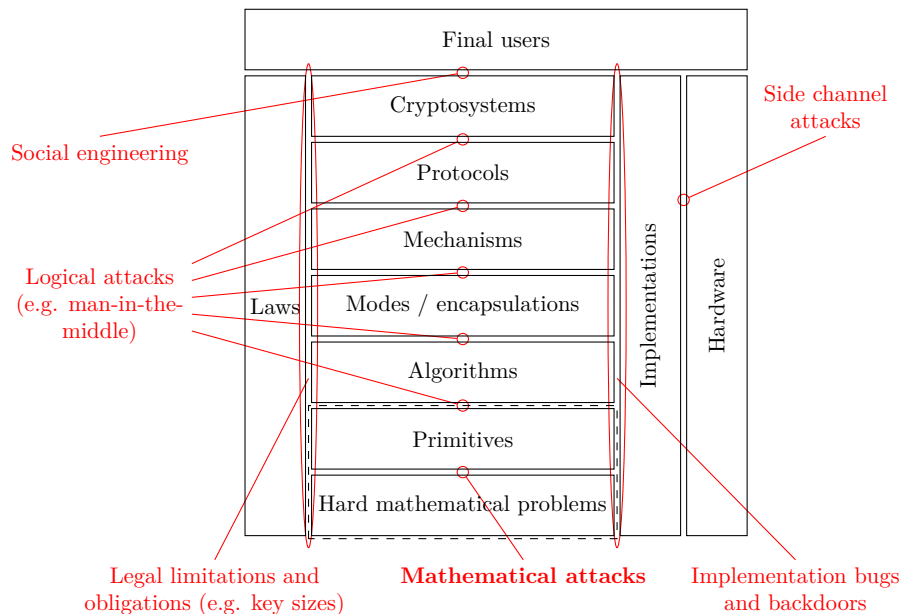 Final users
Cryptosystems
Side channel
attacks
Social engineering
Protocols
Mechanisms
Logical attacks
(e.g. man-in-the-
middle)
Laws
Modes / encapsulations
Implementations
Hardware
Algorithms
Primitives
Hard mathematical problems
Legal limitations and
obligations (e.g. key sizes)
Mathematical attacks
Implementation bugs
and backdoors